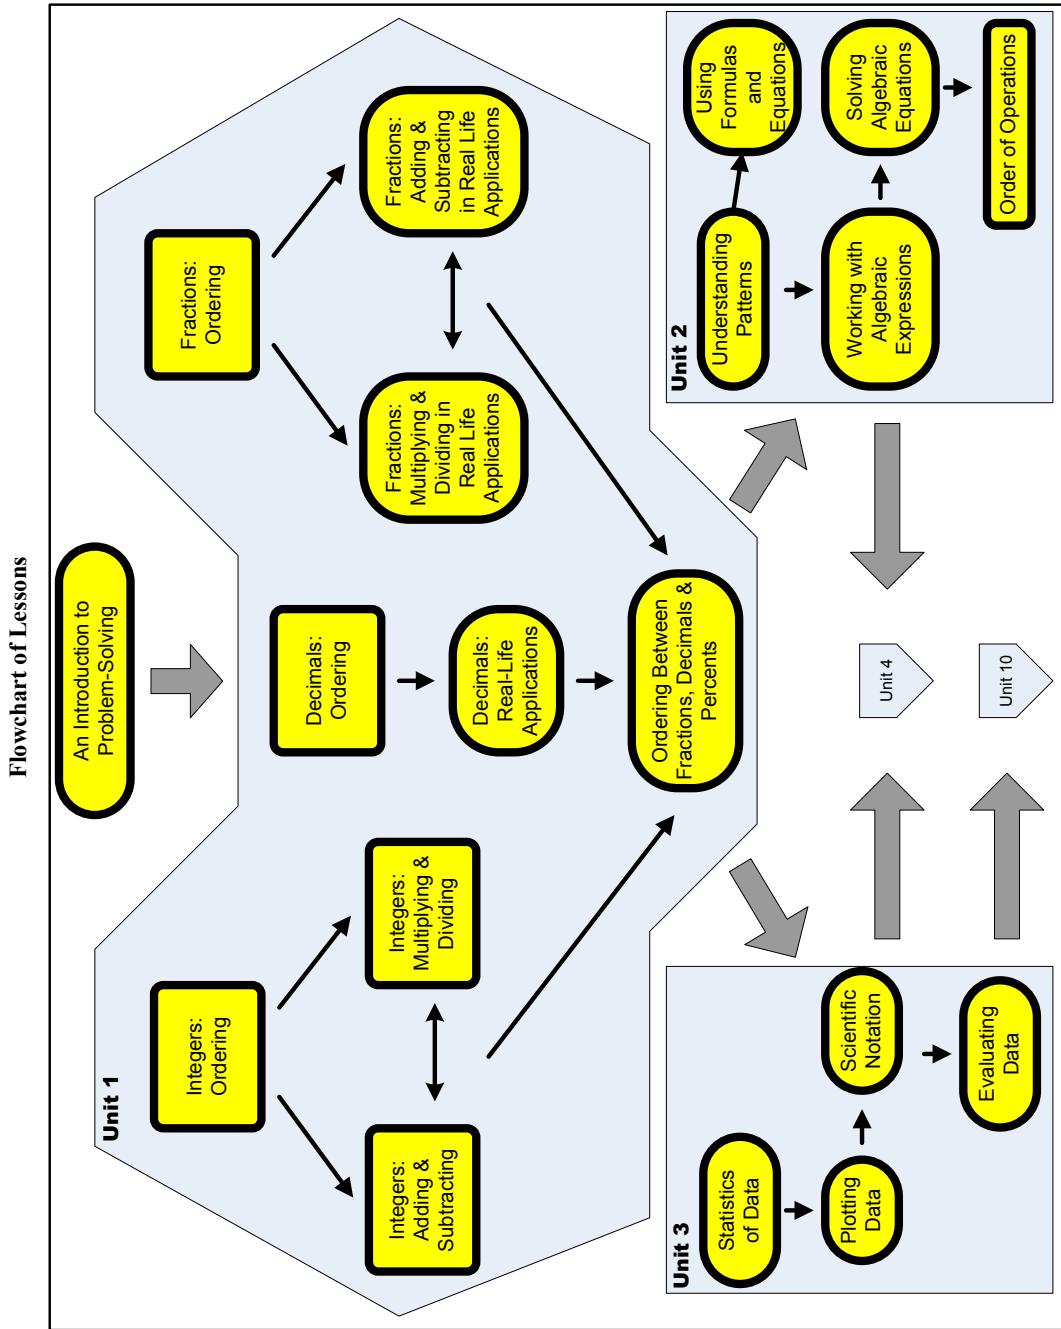 Flowchart of Lessons
An Introduction to
Problem-Solving
Unit 1
Integers:
Ordering
Integers:
Adding &
Subtracting
Integers:
Multiplying &
Dividing
Decimals:
Ordering
Decimals:
Real-Life
Applications
Fractions:
Ordering
Fractions:
Multiplying &
Dividing in
Real Life
Applications
Fractions:
Adding &
Subtracting
in Real Life
Applications
Ordering Between
Fractions, Decimals &
Percents
Unit 3
Statistics
of Data
Plotting
Data
Scientific
Notation
Evaluating
Data
Unit 4
Unit 10
Unit 2
Understanding
Patterns
Using
Formulas
and
Equations
Working with
Algebraic
Expressions
Solving
Algebraic
Equations
Order of Operations